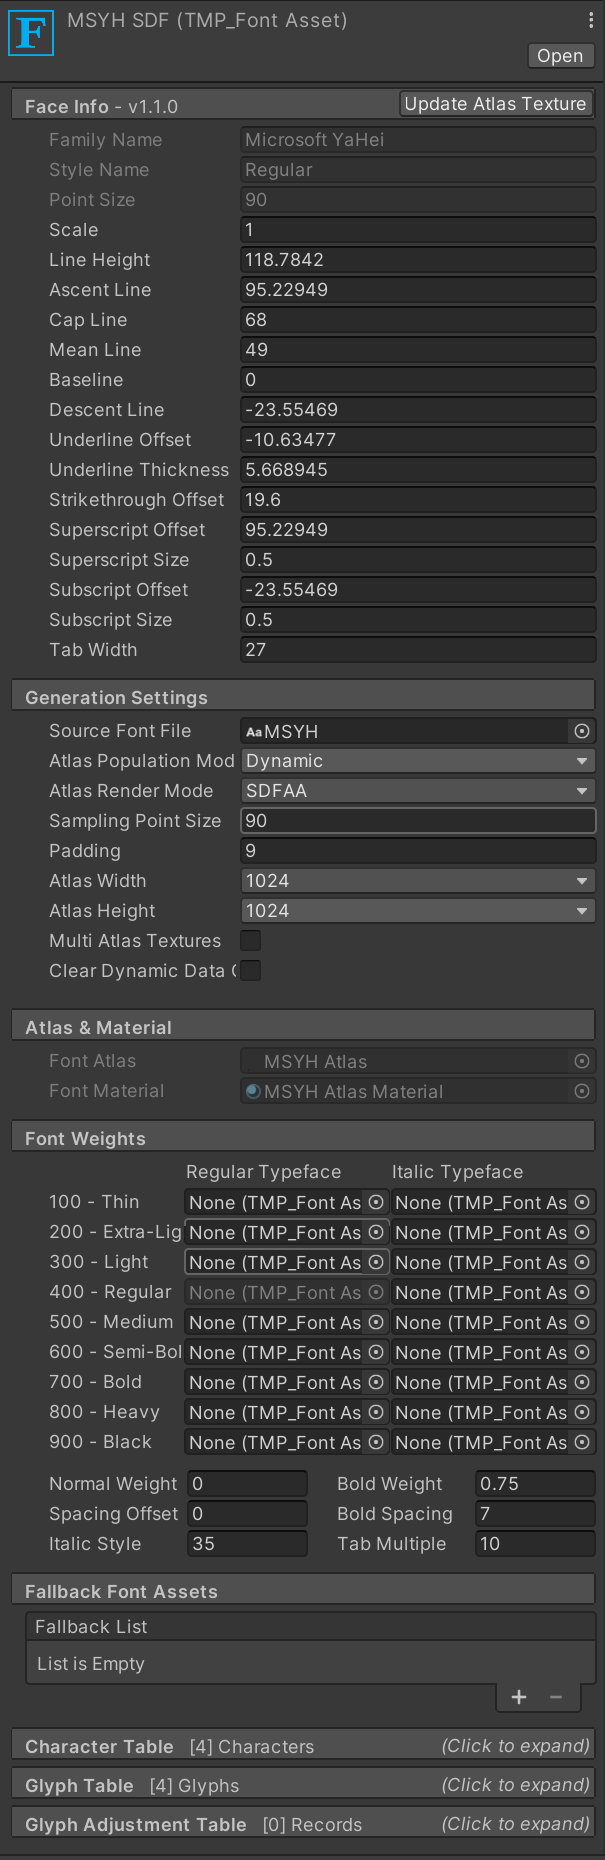 F
MSYH SDF (TMP_Font Asset)
Open
Face Info - v1.1.0 Update Atlas Texture
Family Name Microsoft YaHei
Style Name Regular
Point Size 90
Scale 1
Line Height 118.7842
Ascent Line 95.22949
Cap Line 68
Mean Line 49
Baseline 0
Descent Line -23.55469
Underline Offset -10.63477
Underline Thickness 5.668945
Strikethrough Offset 19.6
Superscript Offset 95.22949
Superscript Size 0.5
Subscript Offset -23.55469
Subscript Size 0.5
Tab Width 27
Generation Settings
Source Font File Aa MSYH
Atlas Population Mod Dynamic
Atlas Render Mode SDFAA
Sampling Point Size 90
Padding 9
Atlas Width 1024
Atlas Height 1024
Multi Atlas Textures
Clear Dynamic Data
Atlas & Material
Font Atlas MSYH Atlas
Font Material MSYH Atlas Material
Font Weights
Regular Typeface Italic Typeface
100 - Thin None (TMP_Font As None (TMP_Font As
200 - Extra-Lig None (TMP_Font As None (TMP_Font As
300 - Light None (TMP_Font As None (TMP_Font As
400 - Regular None (TMP_Font As None (TMP_Font As
500 - Medium None (TMP_Font As None (TMP_Font As
600 - Semi-Bol None (TMP_Font As None (TMP_Font As
700 - Bold None (TMP_Font As None (TMP_Font As
800 - Heavy None (TMP_Font As None (TMP_Font As
900 - Black None (TMP_Font As None (TMP_Font As
Normal Weight 0 Bold Weight 0.75
Spacing Offset 0 Bold Spacing 7
Italic Style 35 Tab Multiple 10
Fallback Font Assets
Fallback List
List is Empty
+ −
Character Table [4] Characters (Click to expand)
Glyph Table [4] Glyphs (Click to expand)
Glyph Adjustment Table [0] Records (Click to expand)